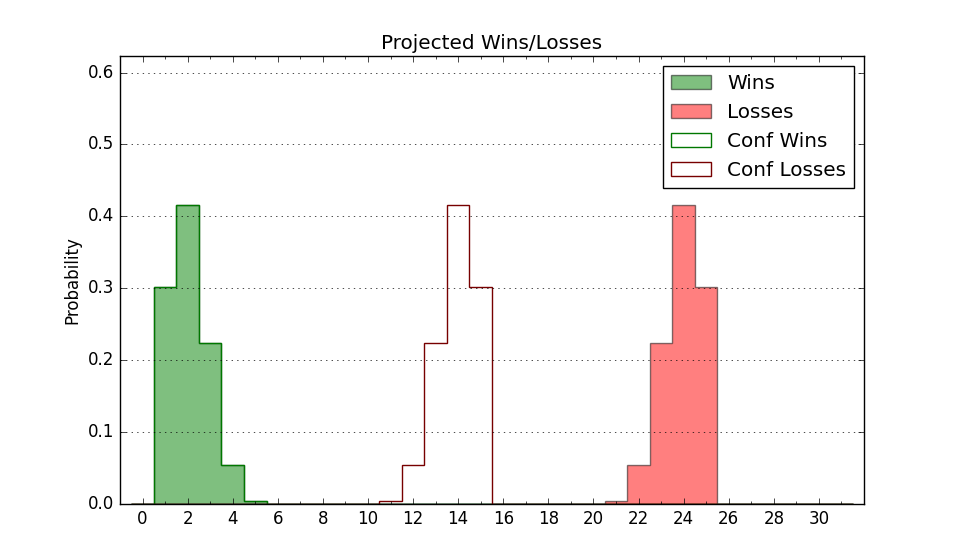 Projected Wins/Losses
Wins
Losses
Conf Wins
Conf Losses
Probability
0.6
0.5
0.4
0.3
0.2
0.1
0.0
0 2 4 6 8 10 12 14 16 18 20 22 24 26 28 30